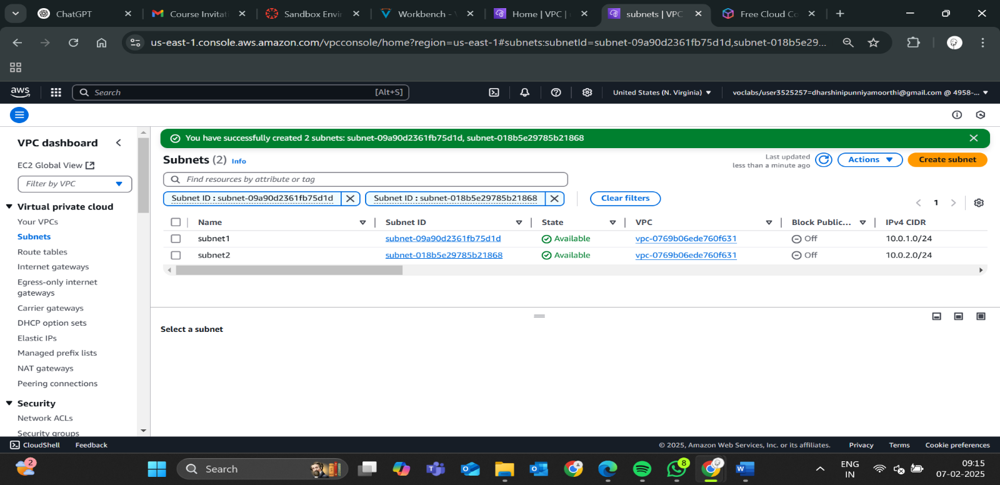 ChatGPT
Course Invitati
Sandbox Envir
Workbench - V
Home | VPC |
subnets | VPC
Free Cloud Co
us-east-1.console.aws.amazon.com/vpcconsole/home?region=us-east-1#subnets:subnetId=subnet-09a90d2361fb75d1d,subnet-018b5e29...
aws
Search [Alt+S]
United States (N. Virginia)
voclabs/user3525257=dharshinipunniyamoorthi@gmail.com @ 4958-...
VPC dashboard
EC2 Global View
Filter by VPC
Virtual private cloud
Your VPCs
Subnets
Route tables
Internet gateways
Egress-only internet
gateways
Carrier gateways
DHCP option sets
Elastic IPs
Managed prefix lists
NAT gateways
Peering connections
Security
Network ACLs
Security groups
You have successfully created 2 subnets: subnet-09a90d2361fb75d1d, subnet-018b5e29785b21868
Subnets (2) Info
Last updated
less than a minute ago
Actions
Create subnet
Find resources by attribute or tag
Subnet ID : subnet-09a90d2361fb75d1d
Subnet ID : subnet-018b5e29785b21868
Clear filters
1
Name Subnet ID State VPC Block Public... IPv4 CIDR
subnet1 subnet-09a90d2361fb75d1d Available vpc-0769b06ede760f631 Off 10.0.1.0/24
subnet2 subnet-018b5e29785b21868 Available vpc-0769b06ede760f631 Off 10.0.2.0/24
Select a subnet
CloudShell Feedback
© 2025, Amazon Web Services, Inc. or its affiliates. Privacy Terms Cookie preferences
2
Search
8
ENG
IN
09:15
07-02-2025